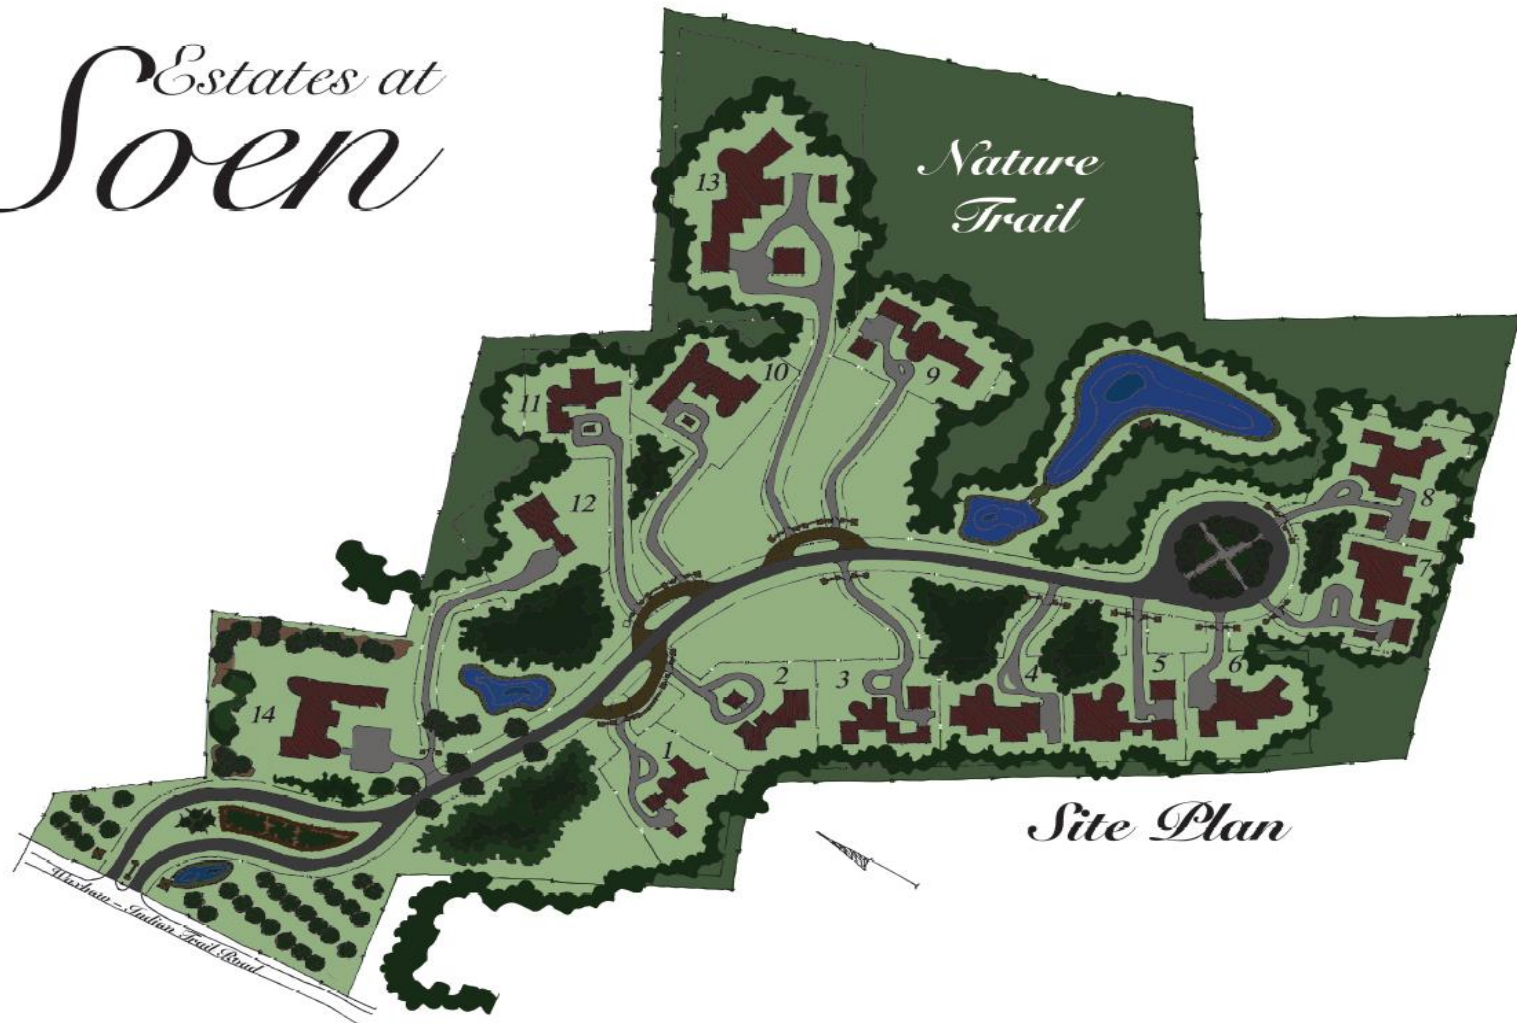 Estates at
Soen
Nature
Trail
13
10
9
11
12
8
7
14
2
3
4
5
6
1
Site Plan
Waxhaw - Indian Trail Road